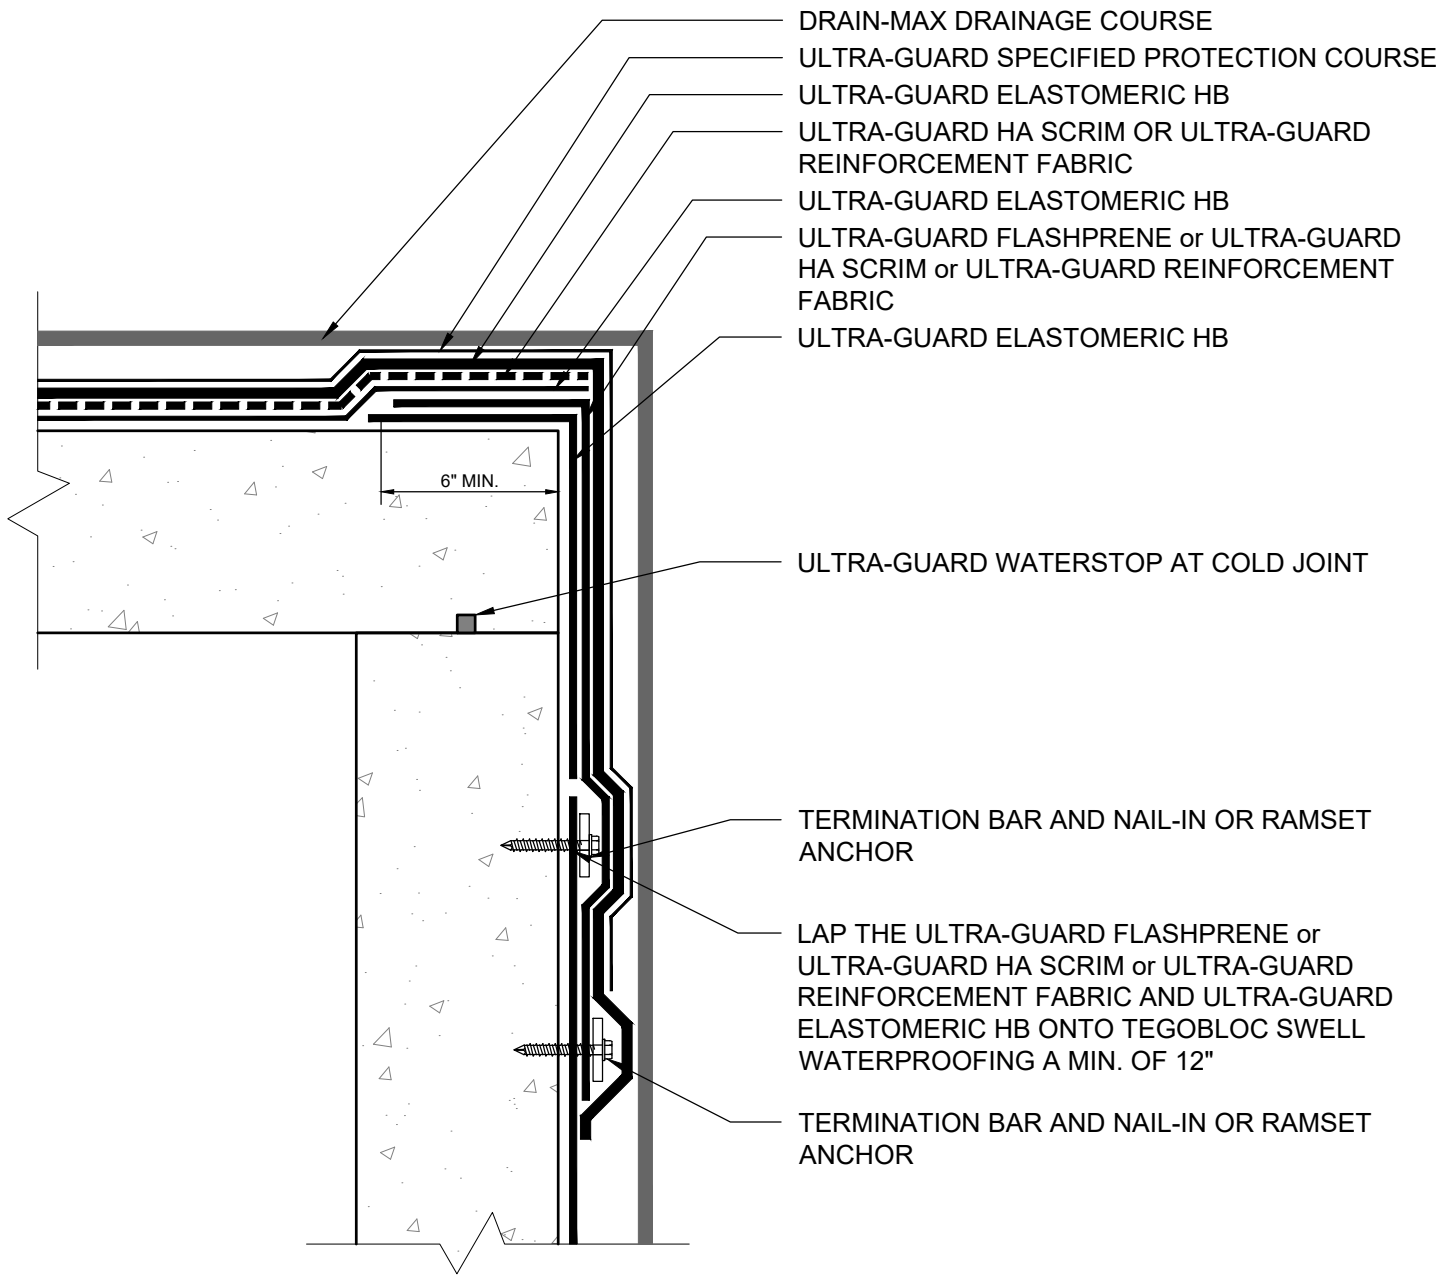 DRAIN-MAX DRAINAGE COURSE
ULTRA-GUARD SPECIFIED PROTECTION COURSE
ULTRA-GUARD ELASTOMERIC HB
ULTRA-GUARD HA SCRIM OR ULTRA-GUARD
REINFORCEMENT FABRIC
ULTRA-GUARD ELASTOMERIC HB
ULTRA-GUARD FLASHPRENE or ULTRA-GUARD
HA SCRIM or ULTRA-GUARD REINFORCEMENT
FABRIC
ULTRA-GUARD ELASTOMERIC HB
6" MIN.
ULTRA-GUARD WATERSTOP AT COLD JOINT
TERMINATION BAR AND NAIL-IN OR RAMSET
ANCHOR
LAP THE ULTRA-GUARD FLASHPRENE or
ULTRA-GUARD HA SCRIM or ULTRA-GUARD
REINFORCEMENT FABRIC AND ULTRA-GUARD
ELASTOMERIC HB ONTO TEGOBLOC SWELL
WATERPROOFING A MIN. OF 12"
TERMINATION BAR AND NAIL-IN OR RAMSET
ANCHOR